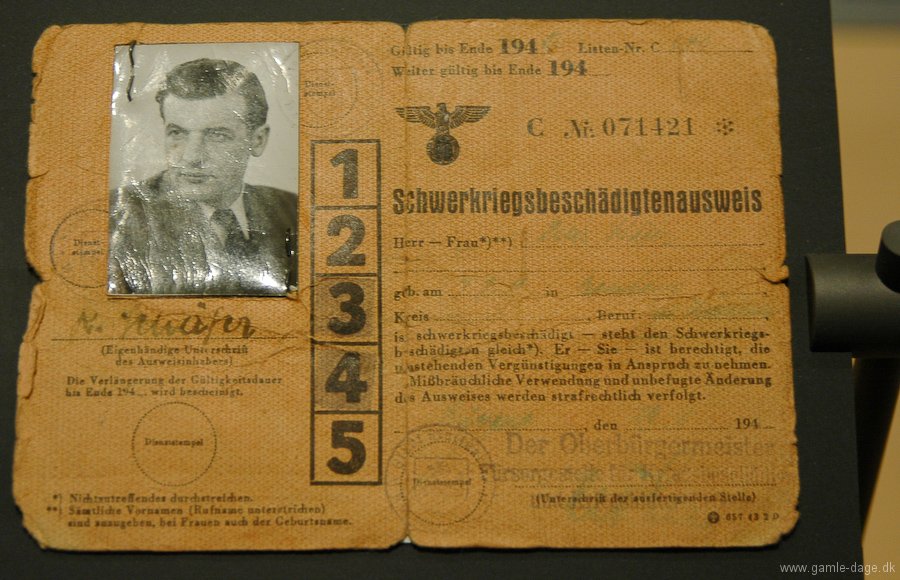 Dienst-
stempel
1
2
3
4
5
Dienst-
stempel
K. Schäfer
(Eigenhändige Unterschrift
des Ausweisinhabers)
Die Verlängerung der Gültigkeitsdauer
bis Ende 194 wird bescheinigt.
Dienststempel
*) Nichtzutreffendes durchstreichen.
**) Sämtliche Vornamen (Rufname unterstreichen)
sind anzugeben, bei Frauen auch der Geburtsname.
Gültig bis Ende 194 Listen-Nr. C
Weiter gültig bis Ende 194
C Nr. 071421 *
Schwerkriegsbeschädigtenausweis
Herr — Frau*)**)
geb. am in
Kreis , Beruf:
ist schwerkriegsbeschädigt — steht den Schwerkriegs-
beschädigten gleich*). Er — Sie — ist berechtigt, die
umstehenden Vergünstigungen in Anspruch zu nehmen.
Mißbräuchliche Verwendung und unbefugte Änderung
des Ausweises werden strafrechtlich verfolgt.
, den 194
Der Oberbürgermeister
Dienststempel
(Unterschrift der ausfertigenden Stelle)
www.gamle-dage.dk